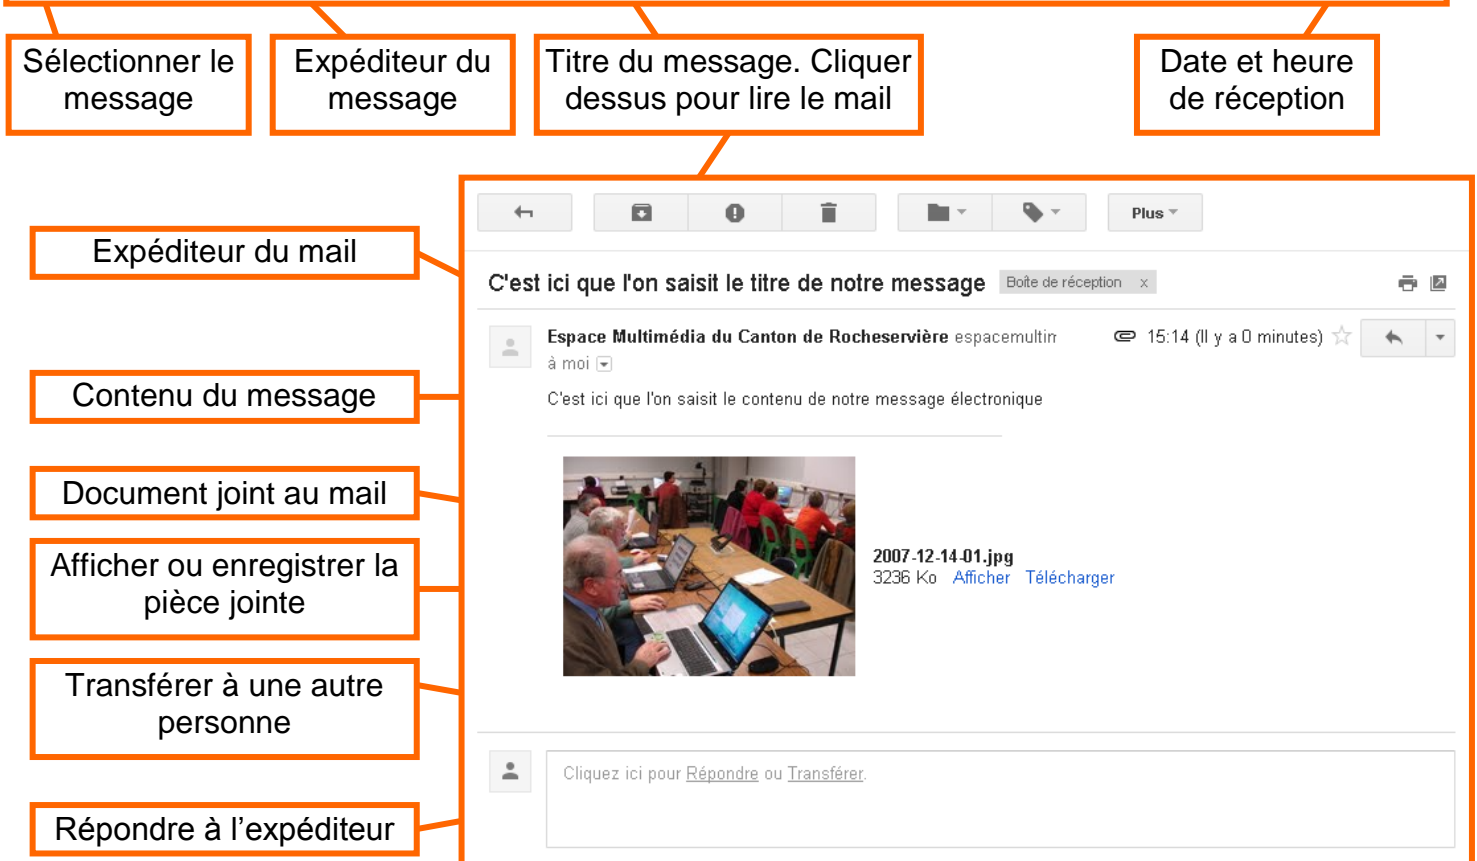 Sélectionner le
message
Expéditeur du
message
Titre du message. Cliquer
dessus pour lire le mail
Date et heure
de réception
Plus
Expéditeur du mail
C'est ici que l'on saisit le titre de notre message
Boîte de réception x
Espace Multimédia du Canton de Rocheservière espacemultim
15:14 (Il y a 0 minutes)
à moi
Contenu du message
C'est ici que l'on saisit le contenu de notre message électronique
Document joint au mail
Afficher ou enregistrer la
pièce jointe
2007-12-14-01.jpg
3236 Ko Afficher Télécharger
Transférer à une autre
personne
Cliquez ici pour Répondre ou Transférer.
Répondre à l’expéditeur